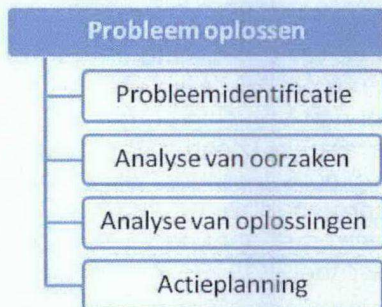 Probleem oplossen
Probleemidentificatie
Analyse van oorzaken
Analyse van oplossingen
Actieplanning